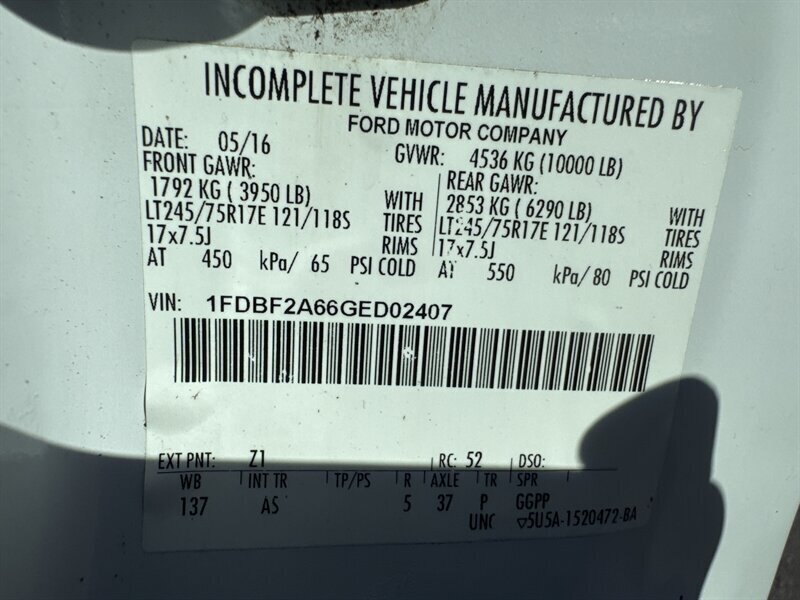 INCOMPLETE VEHICLE MANUFACTURED BY
FORD MOTOR COMPANY
DATE: 05/16 GVWR: 4536 KG (10000 LB)
FRONT GAWR: REAR GAWR:
1792 KG ( 3950 LB) WITH 2853 KG ( 6290 LB) WITH
LT245/75R17E 121/118S TIRES LT245/75R17E 121/118S TIRES
17x7.5J RIMS 17x7.5J RIMS
AT 450 kPa/ 65 PSI COLD AT 550 kPa/ 80 PSI COLD
VIN: 1FDBF2A66GED02407
EXT PNT: Z1 RC: 52 DSO:
WB INT TR TP/PS R AXLE TR SPR
137 AS 5 37 P GGPP
UNC ▽5U5A-1520472-BA